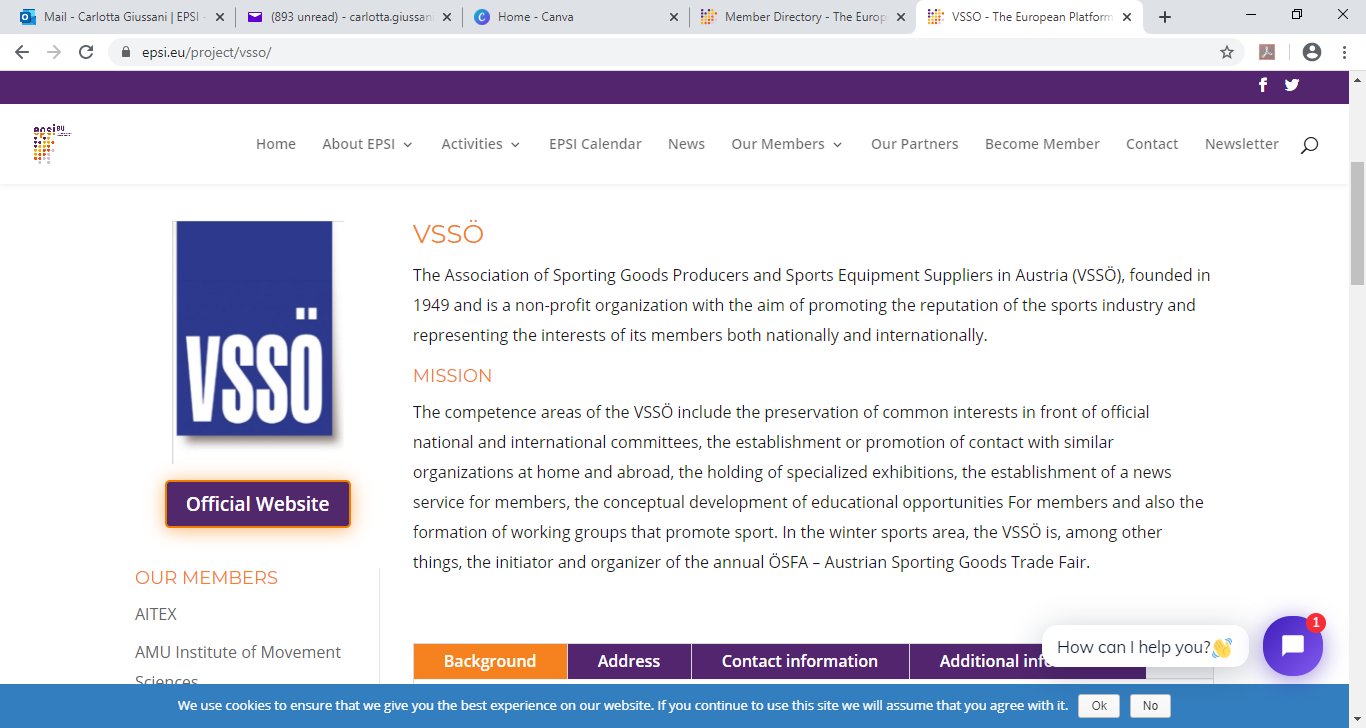 Mail - Carlotta Giussani | EPSI -
(893 unread) - carlotta.giussan
Home - Canva
Member Directory - The Europ
VSSO - The European Platform
epsi.eu/project/vsso/
epsi EU
Home
About EPSI
Activities
EPSI Calendar
News
Our Members
Our Partners
Become Member
Contact
Newsletter
VSSÖ
VSSÖ
The Association of Sporting Goods Producers and Sports Equipment Suppliers in Austria (VSSÖ), founded in
1949 and is a non-profit organization with the aim of promoting the reputation of the sports industry and
representing the interests of its members both nationally and internationally.
MISSION
The competence areas of the VSSÖ include the preservation of common interests in front of official
national and international committees, the establishment or promotion of contact with similar
organizations at home and abroad, the holding of specialized exhibitions, the establishment of a news
service for members, the conceptual development of educational opportunities For members and also the
formation of working groups that promote sport. In the winter sports area, the VSSÖ is, among other
things, the initiator and organizer of the annual ÖSFA – Austrian Sporting Goods Trade Fair.
Official Website
OUR MEMBERS
AITEX
AMU Institute of Movement
Sciences
Background
Address
Contact information
Additional info
How can I help you?👋
1
We use cookies to ensure that we give you the best experience on our website. If you continue to use this site we will assume that you agree with it.
Ok
No